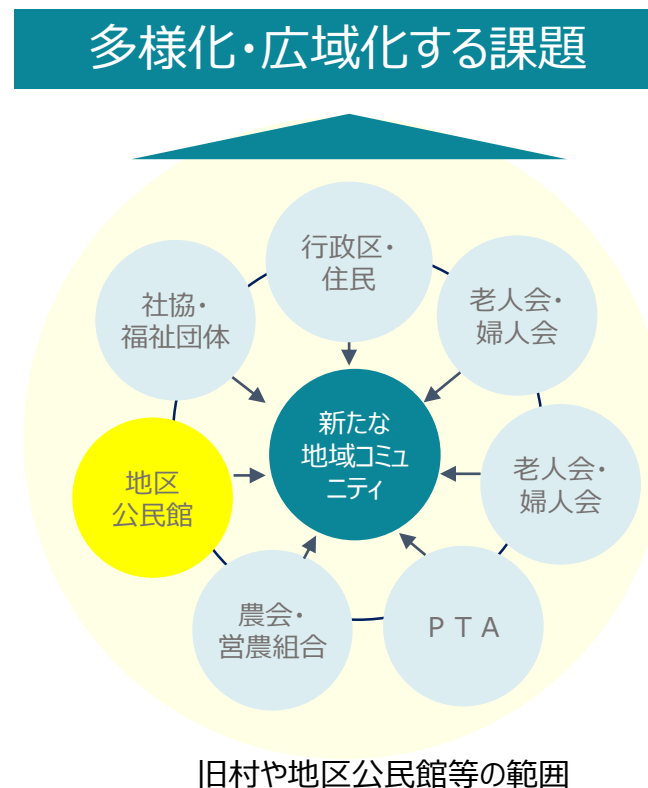 多様化・広域化する課題
行政区・
住民
社協・
福祉団体
老人会・
婦人会
新たな
地域コミュ
ニティ
地区
公民館
老人会・
婦人会
農会・
営農組合
ＰＴＡ
旧村や地区公民館等の範囲